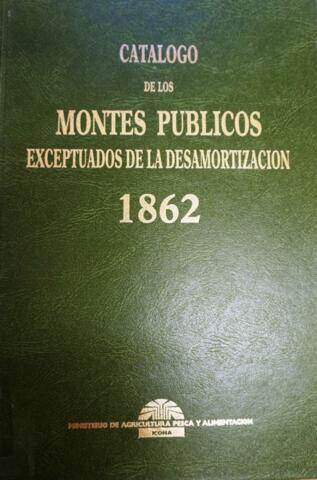 CATALOGO
DE LOS
MONTES PUBLICOS
EXCEPTUADOS DE LA DESAMORTIZACION
1862
MINISTERIO DE AGRICULTURA PESCA Y ALIMENTACION
ICONA